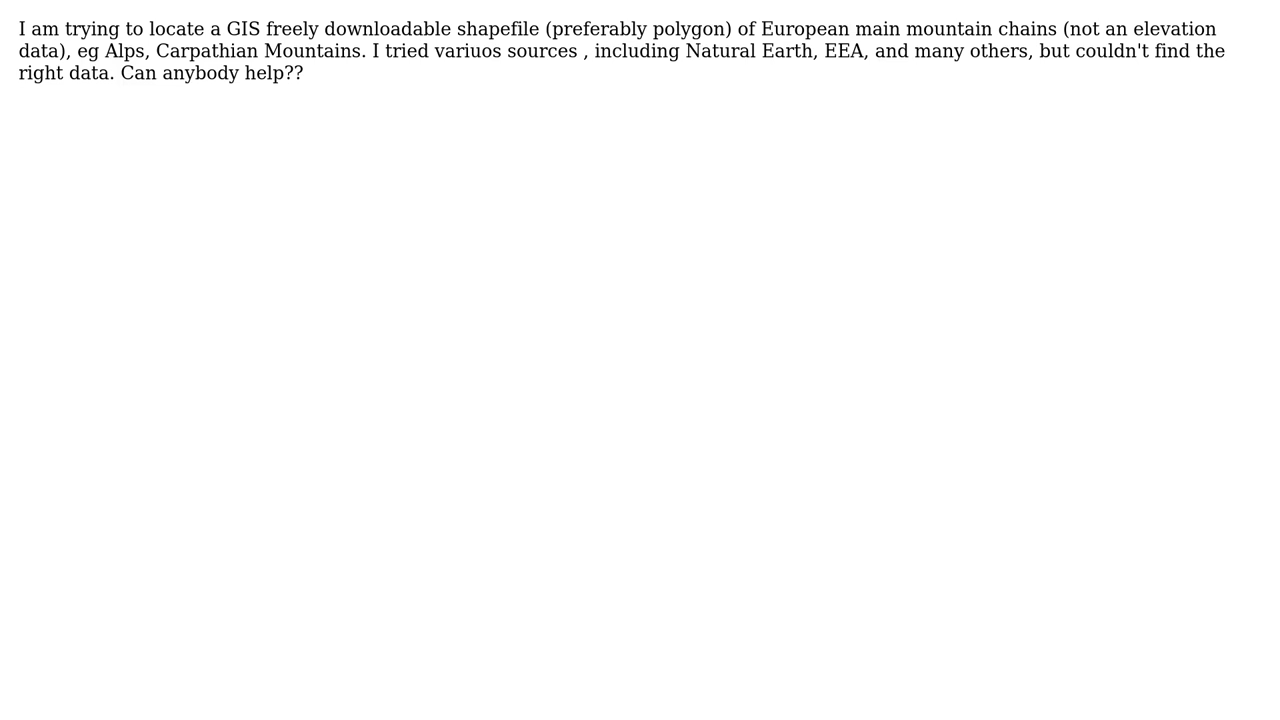 I am trying to locate a GIS freely downloadable shapefile (preferably polygon) of European main mountain chains (not an elevation
data), eg Alps, Carpathian Mountains. I tried variuos sources , including Natural Earth, EEA, and many others, but couldn't find the
right data. Can anybody help??